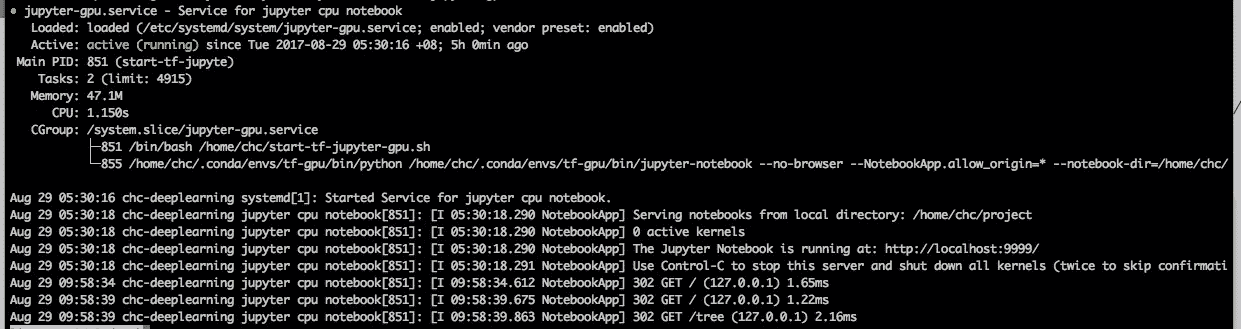 ● jupyter-gpu.service - Service for jupyter cpu notebook
Loaded: loaded (/etc/systemd/system/jupyter-gpu.service; enabled; vendor preset: enabled)
Active: active (running) since Tue 2017-08-29 05:30:16 +08; 5h 0min ago
Main PID: 851 (start-tf-jupyte)
Tasks: 2 (limit: 4915)
Memory: 47.1M
CPU: 1.150s
CGroup: /system.slice/jupyter-gpu.service
├─851 /bin/bash /home/chc/start-tf-jupyter-gpu.sh
└─855 /home/chc/.conda/envs/tf-gpu/bin/python /home/chc/.conda/envs/tf-gpu/bin/jupyter-notebook --no-browser --NotebookApp.allow_origin=* --notebook-dir=/home/chc/
Aug 29 05:30:16 chc-deeplearning systemd[1]: Started Service for jupyter cpu notebook.
Aug 29 05:30:18 chc-deeplearning jupyter cpu notebook[851]: [I 05:30:18.290 NotebookApp] Serving notebooks from local directory: /home/chc/project
Aug 29 05:30:18 chc-deeplearning jupyter cpu notebook[851]: [I 05:30:18.290 NotebookApp] 0 active kernels
Aug 29 05:30:18 chc-deeplearning jupyter cpu notebook[851]: [I 05:30:18.290 NotebookApp] The Jupyter Notebook is running at: http://localhost:9999/
Aug 29 05:30:18 chc-deeplearning jupyter cpu notebook[851]: [I 05:30:18.291 NotebookApp] Use Control-C to stop this server and shut down all kernels (twice to skip confirmati
Aug 29 09:58:34 chc-deeplearning jupyter cpu notebook[851]: [I 09:58:34.612 NotebookApp] 302 GET / (127.0.0.1) 1.65ms
Aug 29 09:58:39 chc-deeplearning jupyter cpu notebook[851]: [I 09:58:39.675 NotebookApp] 302 GET / (127.0.0.1) 1.22ms
Aug 29 09:58:39 chc-deeplearning jupyter cpu notebook[851]: [I 09:58:39.863 NotebookApp] 302 GET /tree (127.0.0.1) 2.16ms